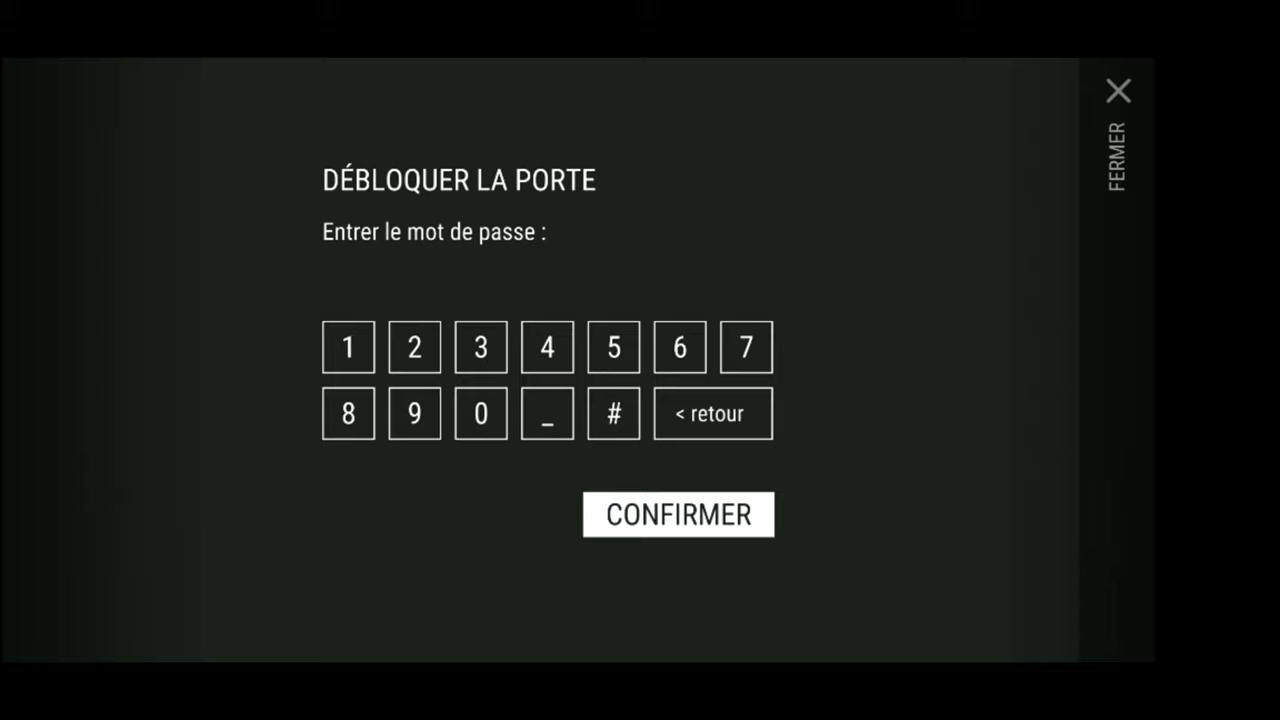 FERMER
DÉBLOQUER LA PORTE
Entrer le mot de passe :
1 2 3 4 5 6 7
8 9 0 _ # < retour
CONFIRMER